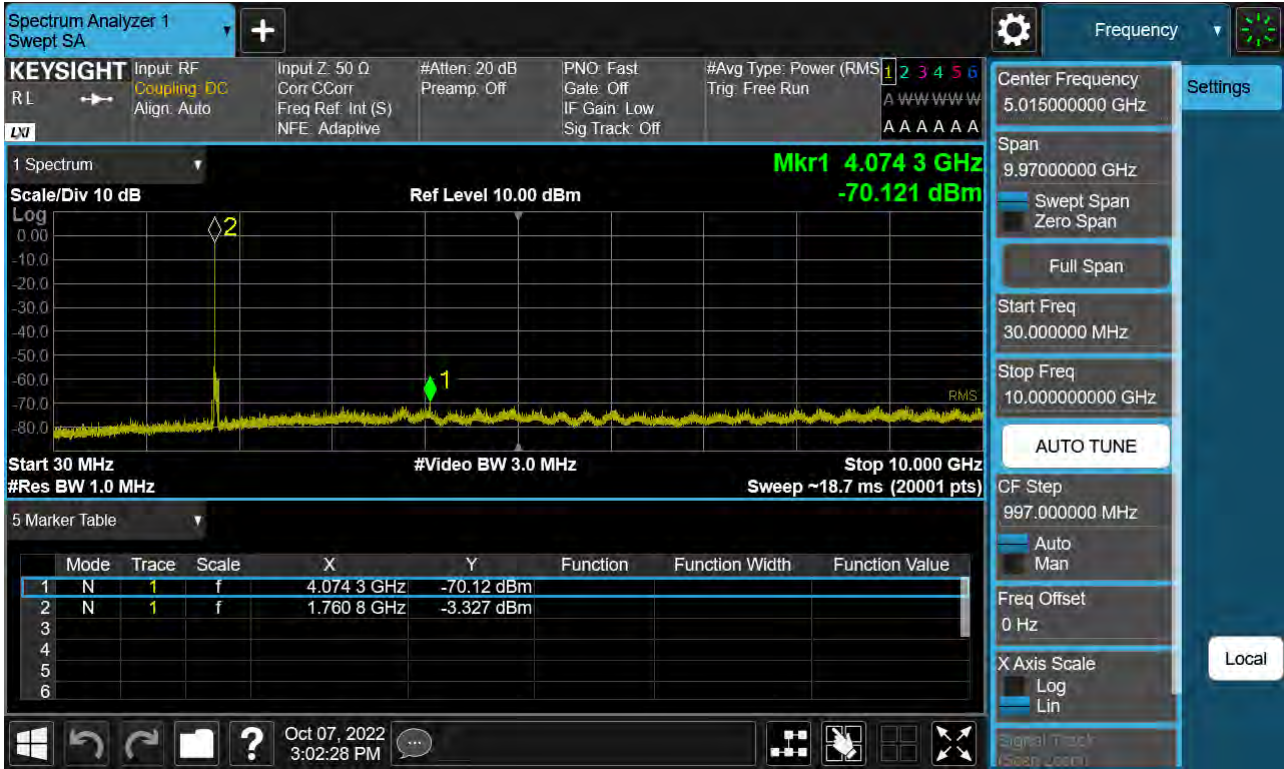 Spectrum Analyzer 1
Swept SA
Frequency
KEYSIGHT
RL
LXI
Input: RF
Coupling: DC
Align: Auto
Input Z: 50 Ω
Corr CCorr
Freq Ref: Int (S)
NFE: Adaptive
#Atten: 20 dB
Preamp: Off
PNO: Fast
Gate: Off
IF Gain: Low
Sig Track: Off
#Avg Type: Power (RMS
Trig: Free Run
1 2 3 4 5 6
A W W W W W
A A A A A A
1 Spectrum
Scale/Div 10 dB
Ref Level 10.00 dBm
Mkr1 4.074 3 GHz
-70.121 dBm
Log
0.00
-10.0
-20.0
-30.0
-40.0
-50.0
-60.0
-70.0
-80.0
2
1
RMS
Start 30 MHz
#Video BW 3.0 MHz
Stop 10.000 GHz
#Res BW 1.0 MHz
Sweep ~18.7 ms (20001 pts)
5 Marker Table
Mode Trace Scale X Y Function Function Width Function Value
1 N 1 f 4.074 3 GHz -70.12 dBm
2 N 1 f 1.760 8 GHz -3.327 dBm
3
4
5
6
Oct 07, 2022
3:02:28 PM
Center Frequency
5.015000000 GHz
Span
9.97000000 GHz
Swept Span
Zero Span
Full Span
Start Freq
30.000000 MHz
Stop Freq
10.000000000 GHz
AUTO TUNE
CF Step
997.000000 MHz
Auto
Man
Freq Offset
0 Hz
X Axis Scale
Log
Lin
Signal Track
(Span Zoom)
Settings
Local